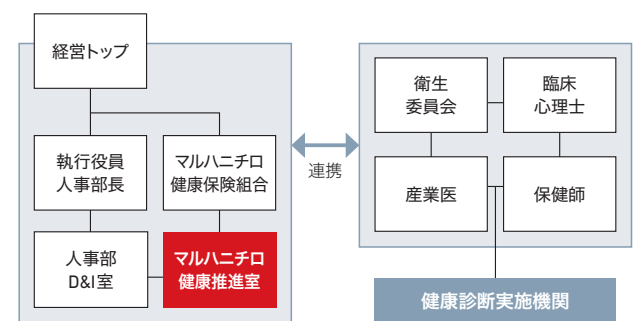 経営トップ
執行役員
人事部長
マルハニチロ
健康保険組合
人事部
D&I室
マルハニチロ
健康推進室
連携
衛生
委員会
臨床
心理士
産業医
保健師
健康診断実施機関